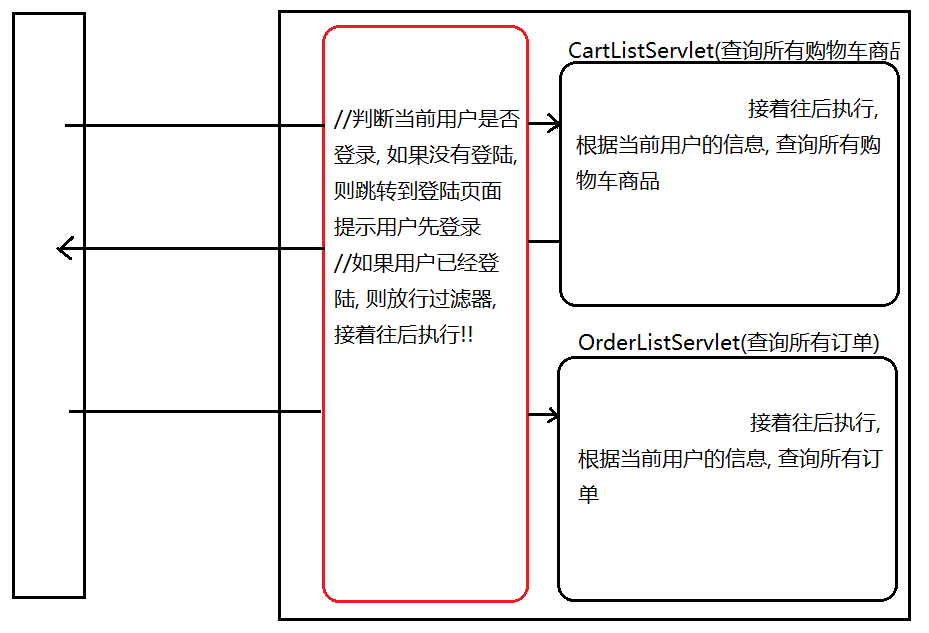 CartListServlet(查询所有购物车商品
//判断当前用户是否
登录, 如果没有登陆,
则跳转到登陆页面
提示用户先登录
//如果用户已经登
陆, 则放行过滤器,
接着往后执行!!
接着往后执行,
根据当前用户的信息, 查询所有购
物车商品
OrderListServlet(查询所有订单)
接着往后执行,
根据当前用户的信息, 查询所有订
单